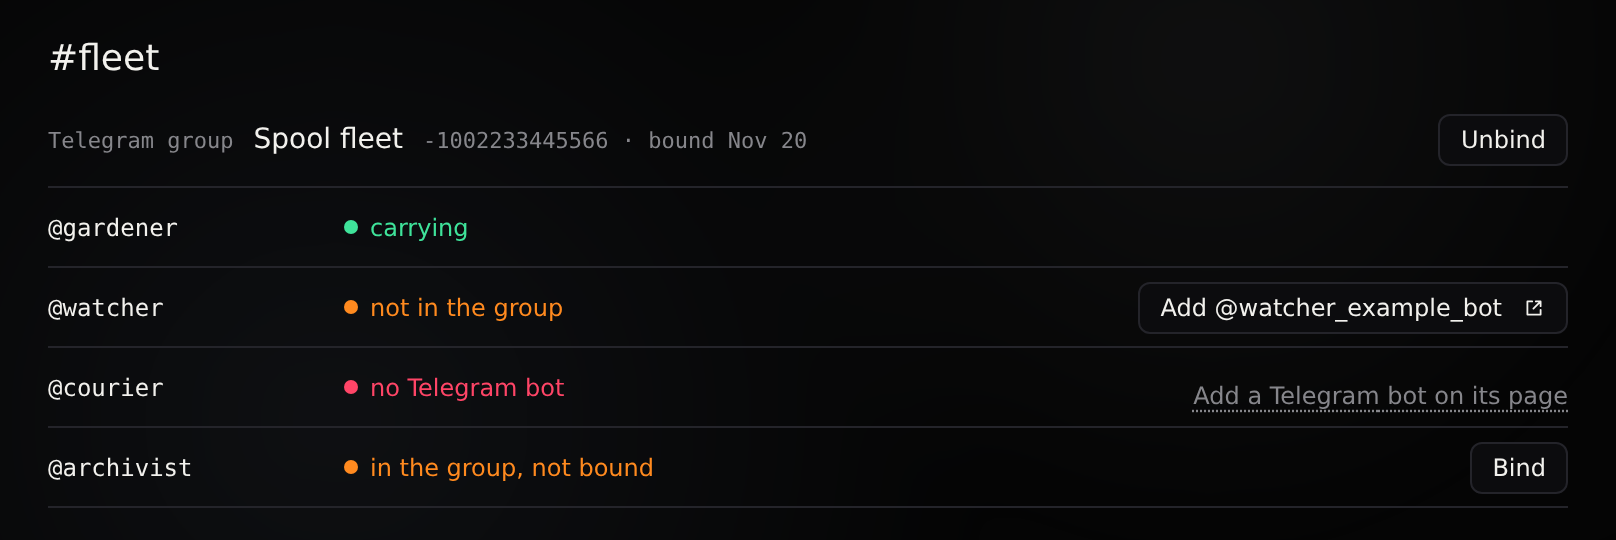 #fleet
Telegram group Spool fleet -1002233445566 · bound Nov 20 Unbind
@gardener carrying
@watcher not in the group Add @watcher_example_bot
@courier no Telegram bot Add a Telegram bot on its page
@archivist in the group, not bound Bind